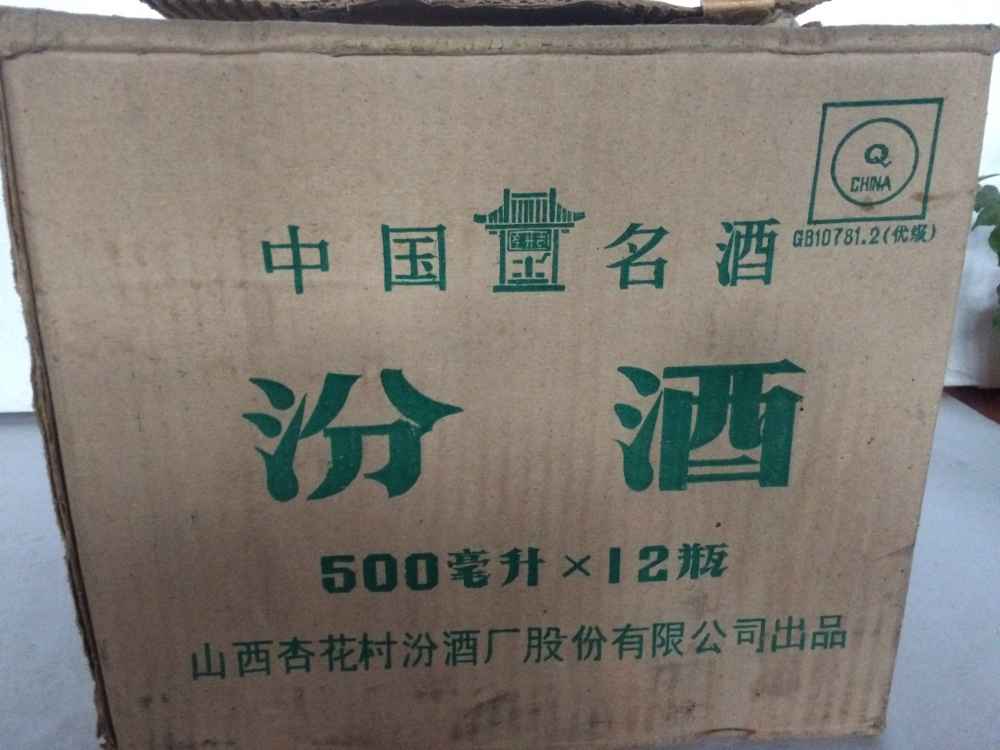 Q
CHINA
GB10781.2(优级)
中国名酒
汾酒
500毫升×12瓶
山西杏花村汾酒厂股份有限公司出品